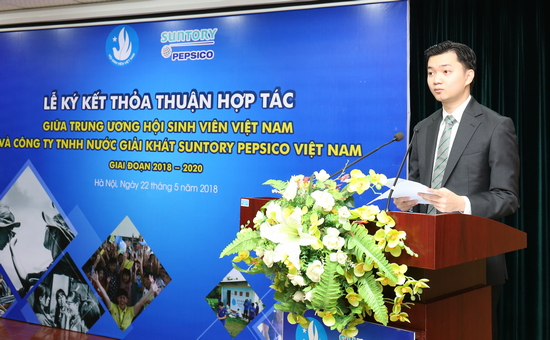 SUNTORY
PEPSICO
LỄ KÝ KẾT THỎA THUẬN HỢP TÁC
GIỮA TRUNG ƯƠNG HỘI SINH VIÊN VIỆT NAM
VÀ CÔNG TY TNHH NƯỚC GIẢI KHÁT SUNTORY PEPSICO VIỆT NAM
GIAI ĐOẠN 2018 – 2020
Hà Nội, Ngày 22 tháng 5 năm 2018